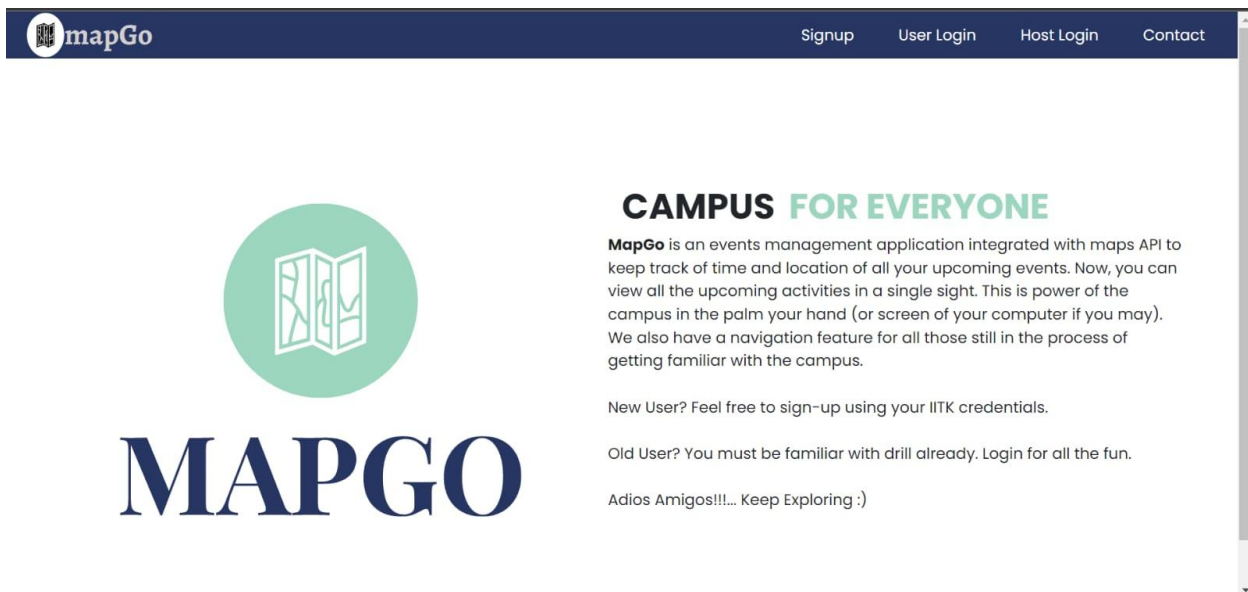 mapGo
Signup User Login Host Login Contact
CAMPUS FOR EVERYONE
MapGo is an events management application integrated with maps API to
keep track of time and location of all your upcoming events. Now, you can
view all the upcoming activities in a single sight. This is power of the
campus in the palm your hand (or screen of your computer if you may).
We also have a navigation feature for all those still in the process of
getting familiar with the campus.
New User? Feel free to sign-up using your IITK credentials.
Old User? You must be familiar with drill already. Login for all the fun.
Adios Amigos!!!... Keep Exploring :)
MAPGO